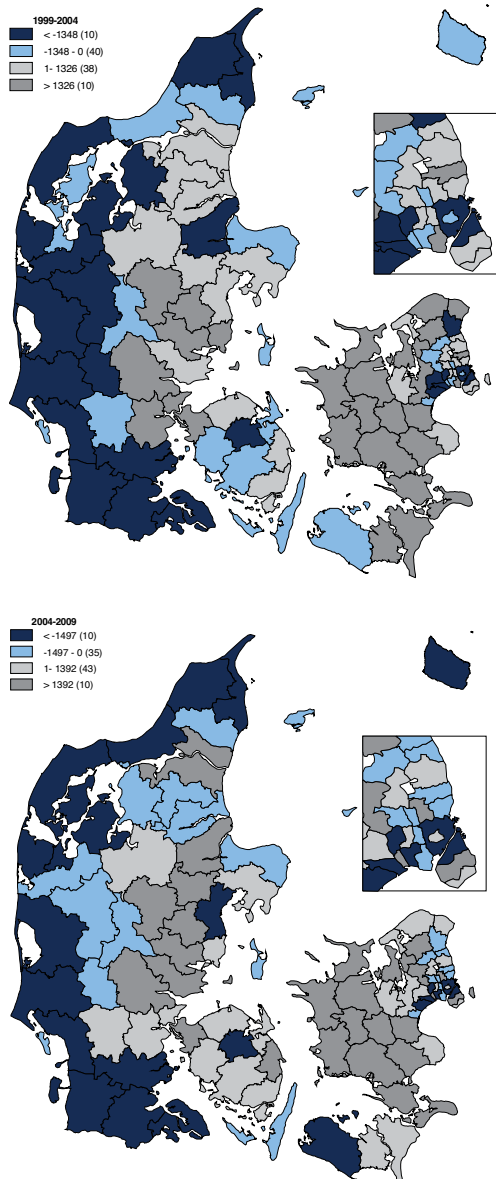 1999-2004
< -1348 (10)
-1348 - 0 (40)
1- 1326 (38)
> 1326 (10)
2004-2009
< -1497 (10)
-1497 - 0 (35)
1- 1392 (43)
> 1392 (10)